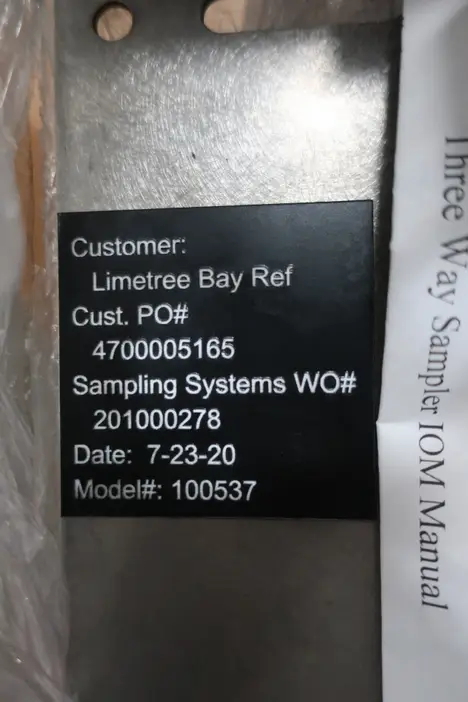 Customer:
Limetree Bay Ref
Cust. PO#
4700005165
Sampling Systems WO#
201000278
Date: 7-23-20
Model#: 100537
Three Way Sampler IOM Manual